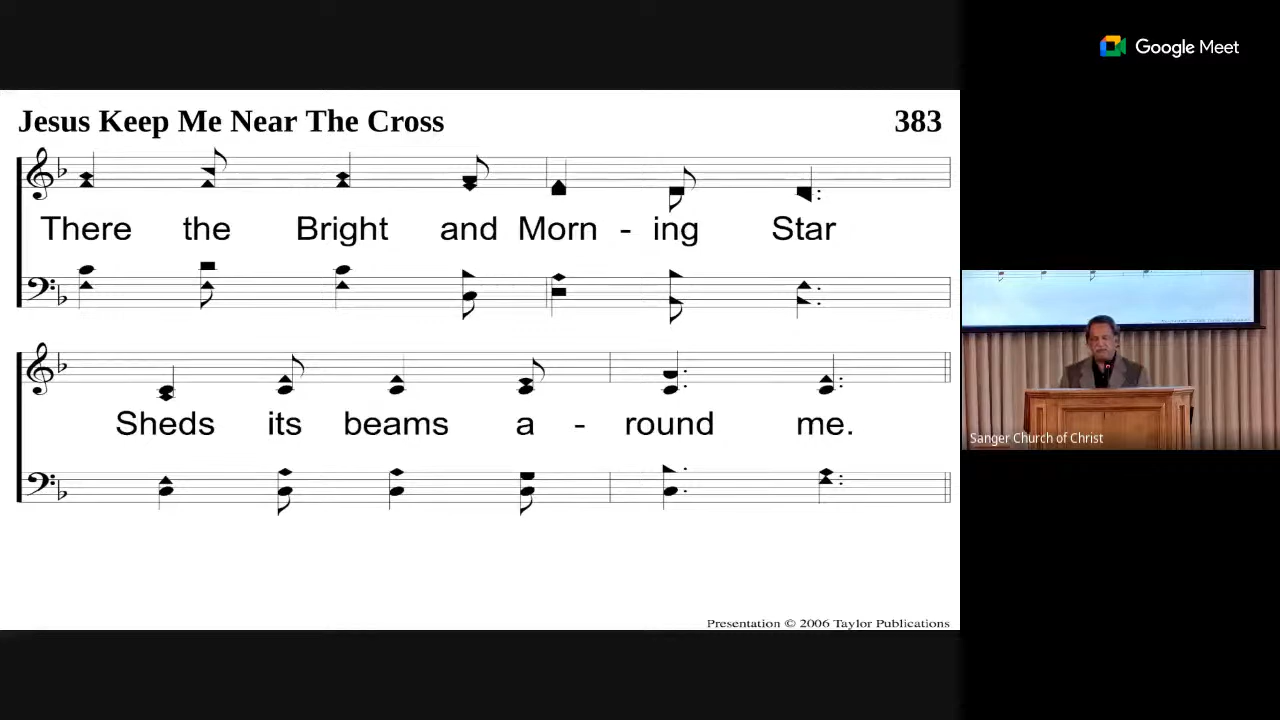 Google Meet
Jesus Keep Me Near The Cross 383
There the Bright and Morn - ing Star
Sheds its beams a - round me.
Presentation © 2006 Taylor Publications
Sanger Church of Christ